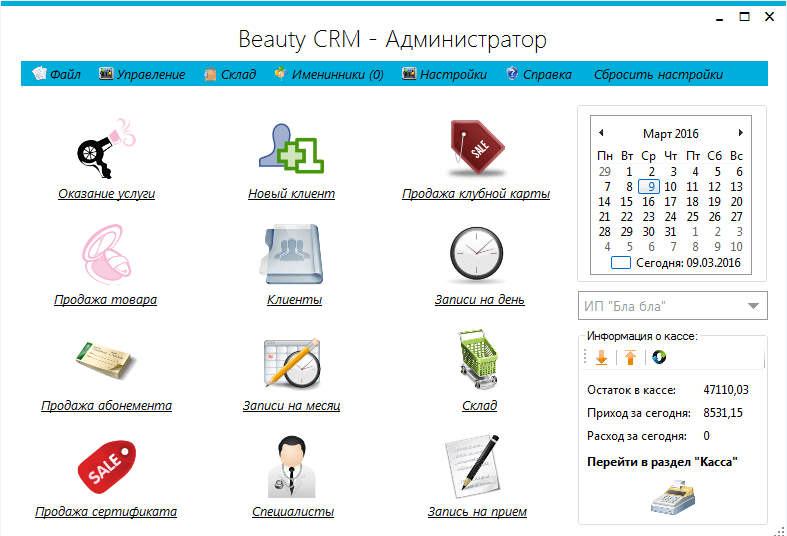 Beauty CRM - Администратор
Файл Управление Склад Именинники (0) Настройки Справка Сбросить настройки
Оказание услуги
Новый клиент
SALE
Продажа клубной карты
Продажа товара
Клиенты
Записи на день
Продажа абонемента
Записи на месяц
Склад
SALE
Продажа сертификата
Специалисты
Запись на прием
Март 2016
Пн Вт Ср Чт Пт Сб Вс
29 1 2 3 4 5 6
7 8 9 10 11 12 13
14 15 16 17 18 19 20
21 22 23 24 25 26 27
28 29 30 31 1 2 3
4 5 6 7 8 9 10
Сегодня: 09.03.2016
ИП "Бла бла"
Информация о кассе:
Остаток в кассе: 47110,03
Приход за сегодня: 8531,15
Расход за сегодня: 0
Перейти в раздел "Касса"